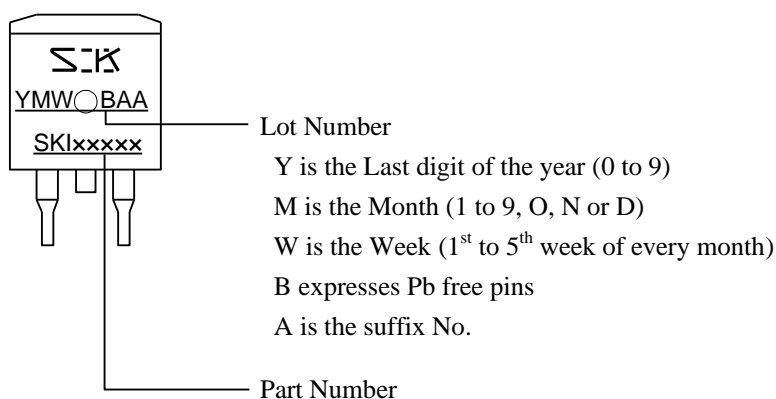 SK
YMW○BAA
SKIxxxxx
Lot Number
Y is the Last digit of the year (0 to 9)
M is the Month (1 to 9, O, N or D)
W is the Week (1st to 5th week of every month)
B expresses Pb free pins
A is the suffix No.
Part Number